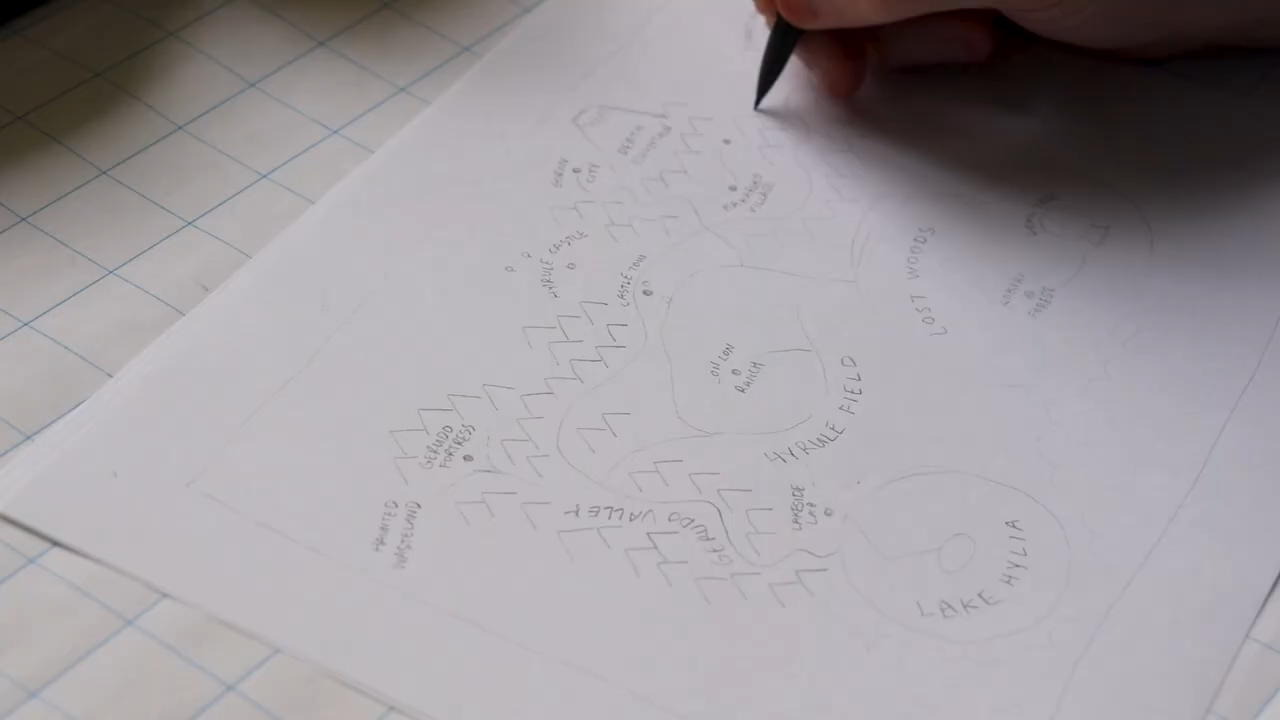 DEATH
GORON
CITY
KAKARIKO
VILLAGE
HYRULE CASTLE
CASTLE TOWN
LOST WOODS
KOKIRI
FOREST
LON LON
RANCH
HYRULE FIELD
GERUDO
FORTRESS
HAUNTED
WASTELAND
GERUDO VALLEY
LAKESIDE
LAB
LAKE HYLIA